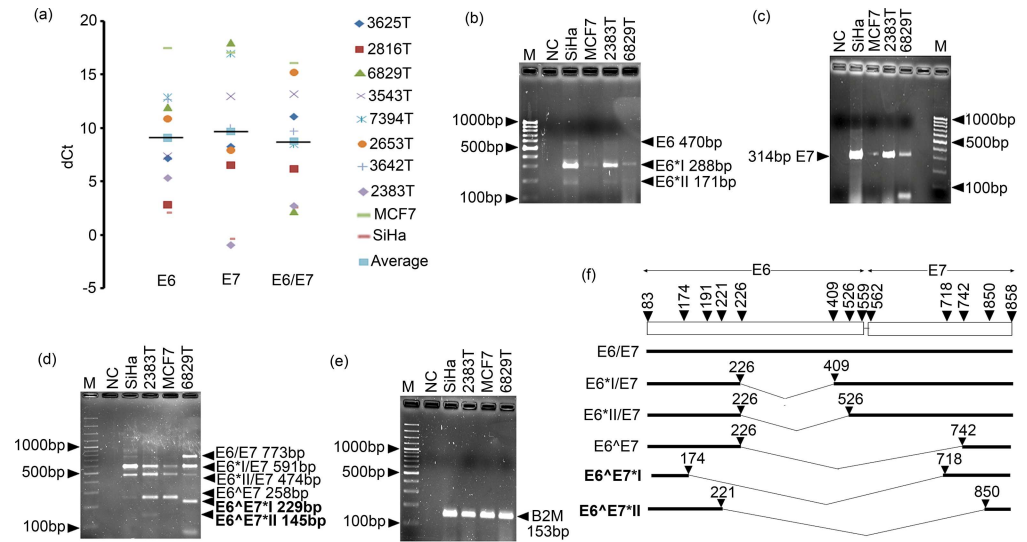 (a)
20
15
10
5
0
-5
dCt
E6 E7 E6/E7
3625T
2816T
6829T
3543T
7394T
2653T
3642T
2383T
MCF7
SiHa
Average
(b)
M NC SiHa MCF7 2383T 6829T
1000bp
500bp
100bp
E6 470bp
E6*I 288bp
E6*II 171bp
(c)
NC SiHa MCF7 2383T 6829T M
314bp E7
1000bp
500bp
100bp
(d)
M NC SiHa 2383T MCF7 6829T
1000bp
500bp
100bp
E6/E7 773bp
E6*I/E7 591bp
E6*II/E7 474bp
E6^E7 258bp
E6^E7*I 229bp
E6^E7*II 145bp
(e)
M NC SiHa 2383T MCF7 6829T
1000bp
500bp
100bp
B2M
153bp
(f)
E6 E7
83 174 191 221 226 409 526 559 562 718 742 850 858
E6/E7
E6*I/E7 226 409
E6*II/E7 226 526
E6^E7 226 742
E6^E7*I 174 718
E6^E7*II 221 850